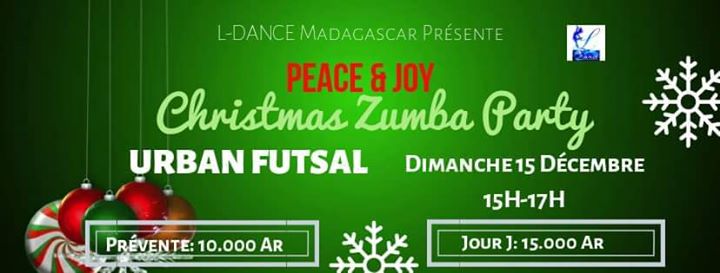 L-DANCE Madagascar Présente
PEACE & JOY
Christmas Zumba Party
URBAN FUTSAL
Dimanche 15 Décembre
15H-17H
Prévente: 10.000 Ar
Jour J: 15.000 Ar